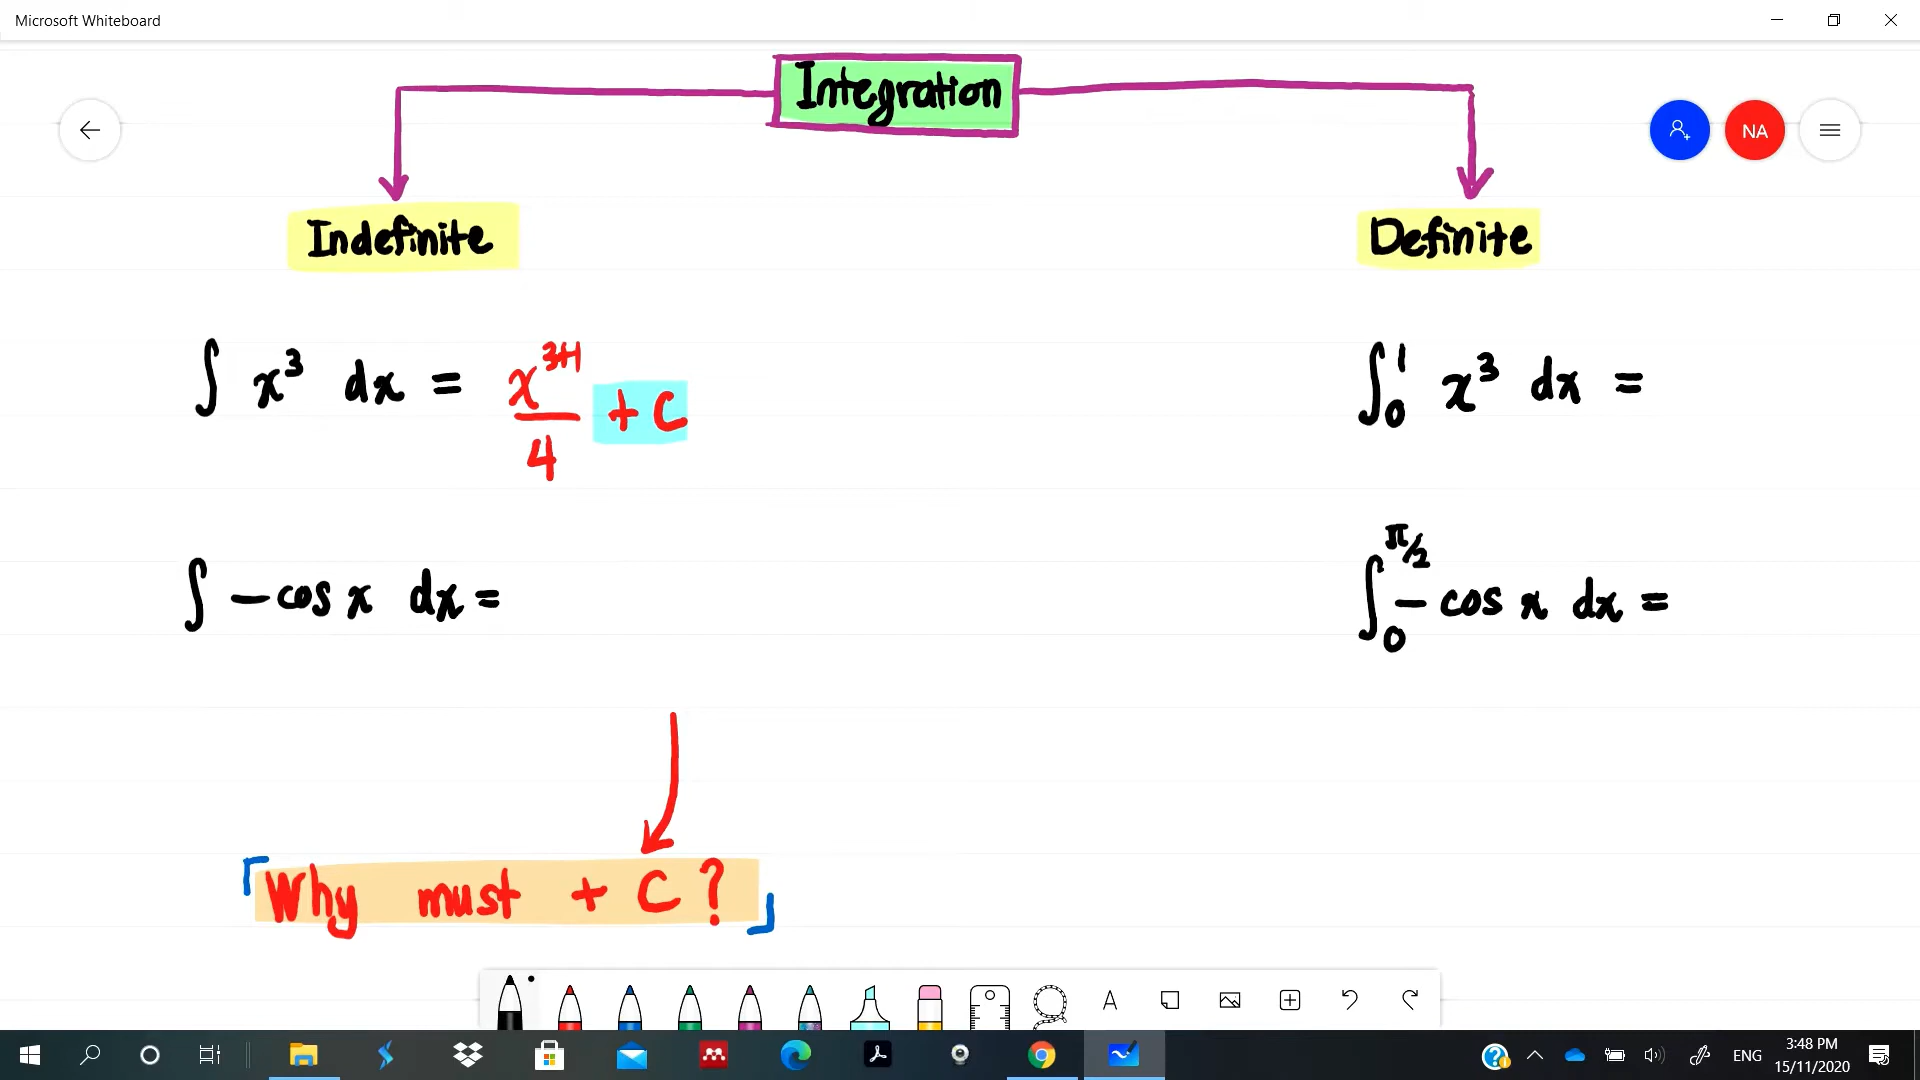 Microsoft Whiteboard
Integration
NA
Indefinite
Definite
∫ x³ dx = x³⁺¹/4 + C
∫₀¹ x³ dx =
∫ −cos x dx =
∫₀^π/2 − cos x dx =
Why must + C?
A
ENG
3:48 PM
15/11/2020